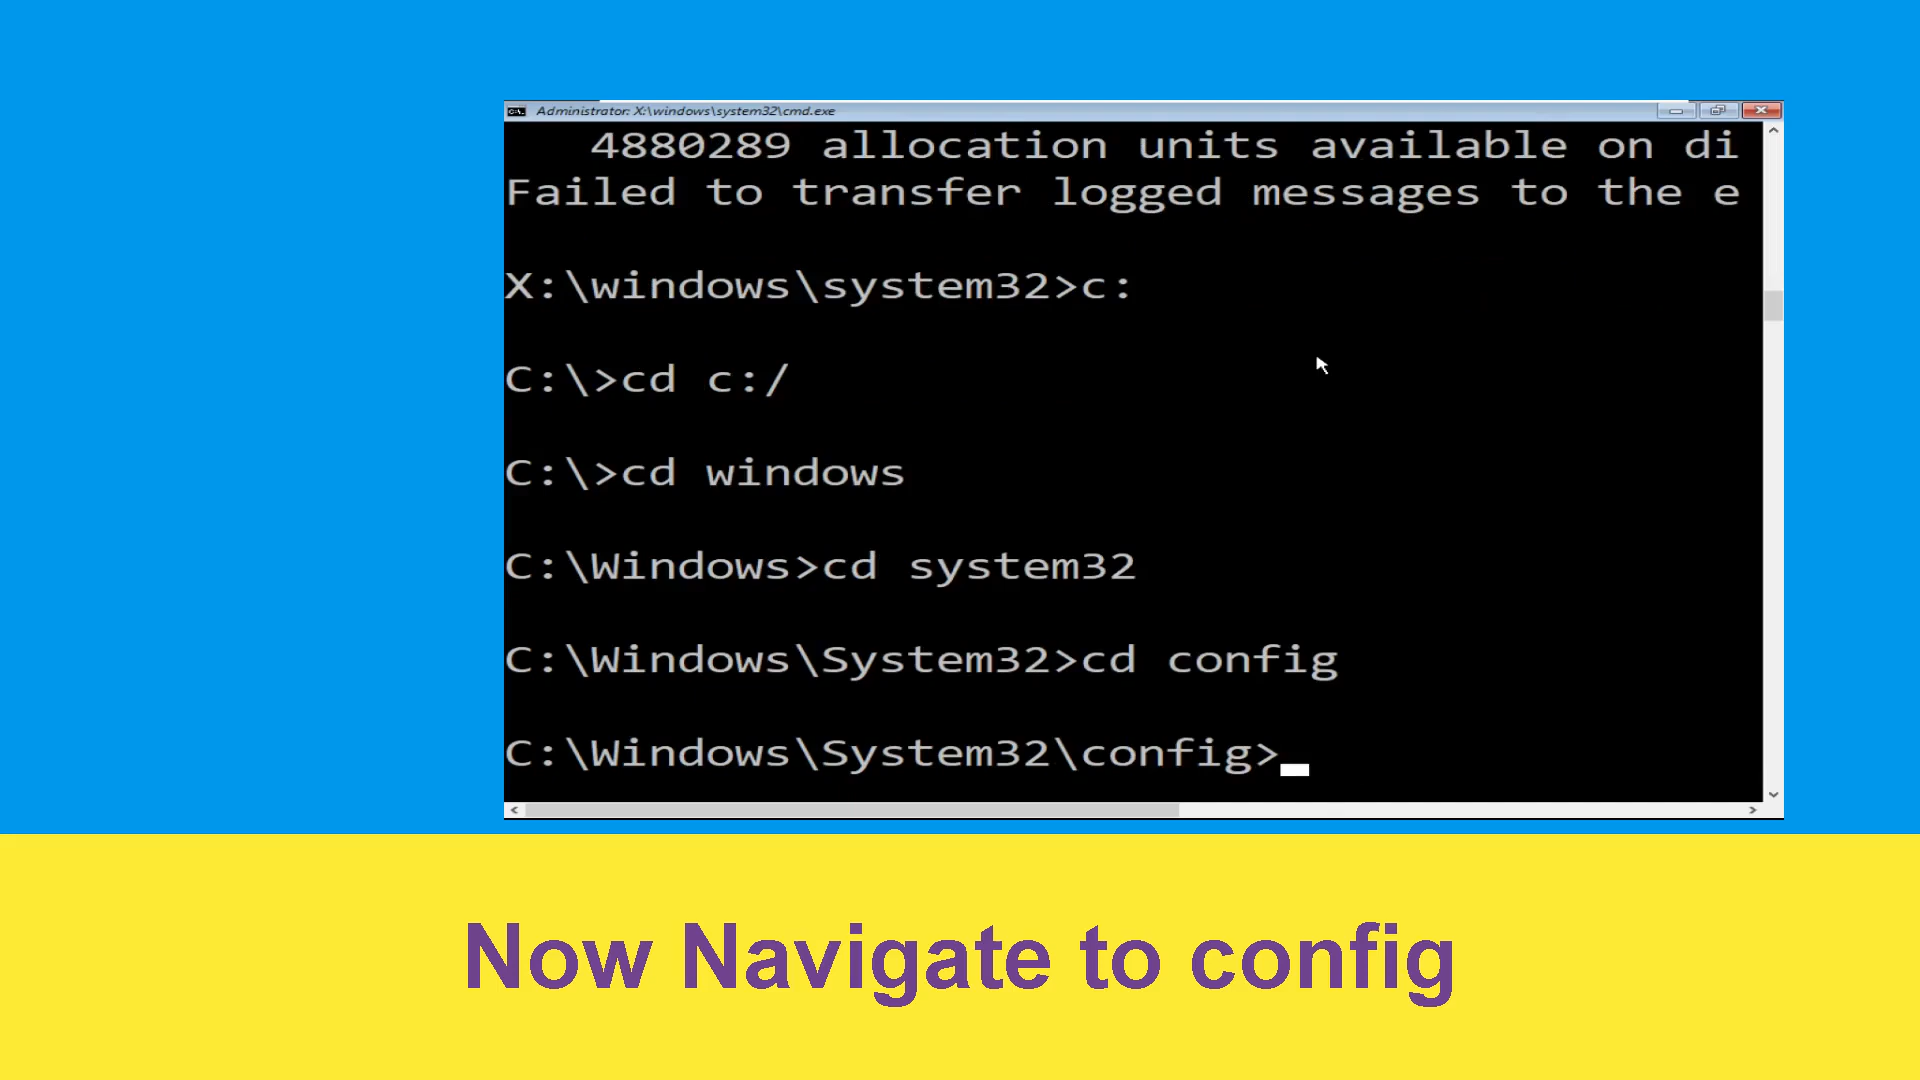 Administrator: X:\windows\system32\cmd.exe
4880289 allocation units available on di
Failed to transfer logged messages to the e
X:\windows\system32>c:
C:\>cd c:/
C:\>cd windows
C:\Windows>cd system32
C:\Windows\System32>cd config
C:\Windows\System32\config>
Now Navigate to config